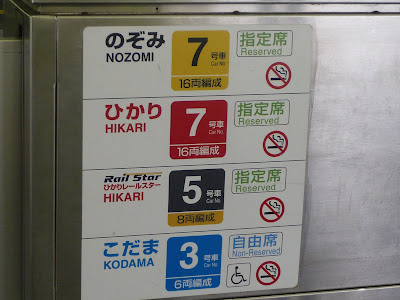 のぞみ
NOZOMI
7
号車
Car No.
16両編成
指定席
Reserved
ひかり
HIKARI
7
号車
Car No.
16両編成
指定席
Reserved
Rail Star
ひかりレールスター
HIKARI
5
号車
Car No.
8両編成
指定席
Reserved
こだま
KODAMA
3
号車
Car No.
6両編成
自由席
Non-Reserved